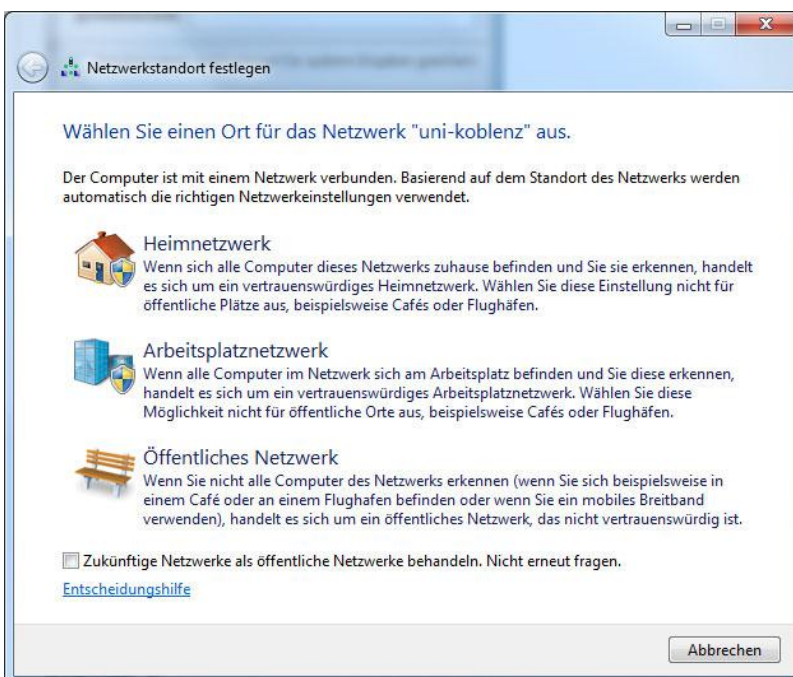 Netzwerkstandort festlegen
Wählen Sie einen Ort für das Netzwerk "uni-koblenz" aus.
Der Computer ist mit einem Netzwerk verbunden. Basierend auf dem Standort des Netzwerks werden
automatisch die richtigen Netzwerkeinstellungen verwendet.
Heimnetzwerk
Wenn sich alle Computer dieses Netzwerks zuhause befinden und Sie sie erkennen, handelt
es sich um ein vertrauenswürdiges Heimnetzwerk. Wählen Sie diese Einstellung nicht für
öffentliche Plätze aus, beispielsweise Cafés oder Flughäfen.
Arbeitsplatznetzwerk
Wenn alle Computer im Netzwerk sich am Arbeitsplatz befinden und Sie diese erkennen,
handelt es sich um ein vertrauenswürdiges Arbeitsplatznetzwerk. Wählen Sie diese
Möglichkeit nicht für öffentliche Orte aus, beispielsweise Cafés oder Flughäfen.
Öffentliches Netzwerk
Wenn Sie nicht alle Computer des Netzwerks erkennen (wenn Sie sich beispielsweise in
einem Café oder an einem Flughafen befinden oder wenn Sie ein mobiles Breitband
verwenden), handelt es sich um ein öffentliches Netzwerk, das nicht vertrauenswürdig ist.
Zukünftige Netzwerke als öffentliche Netzwerke behandeln. Nicht erneut fragen.
Entscheidungshilfe
Abbrechen